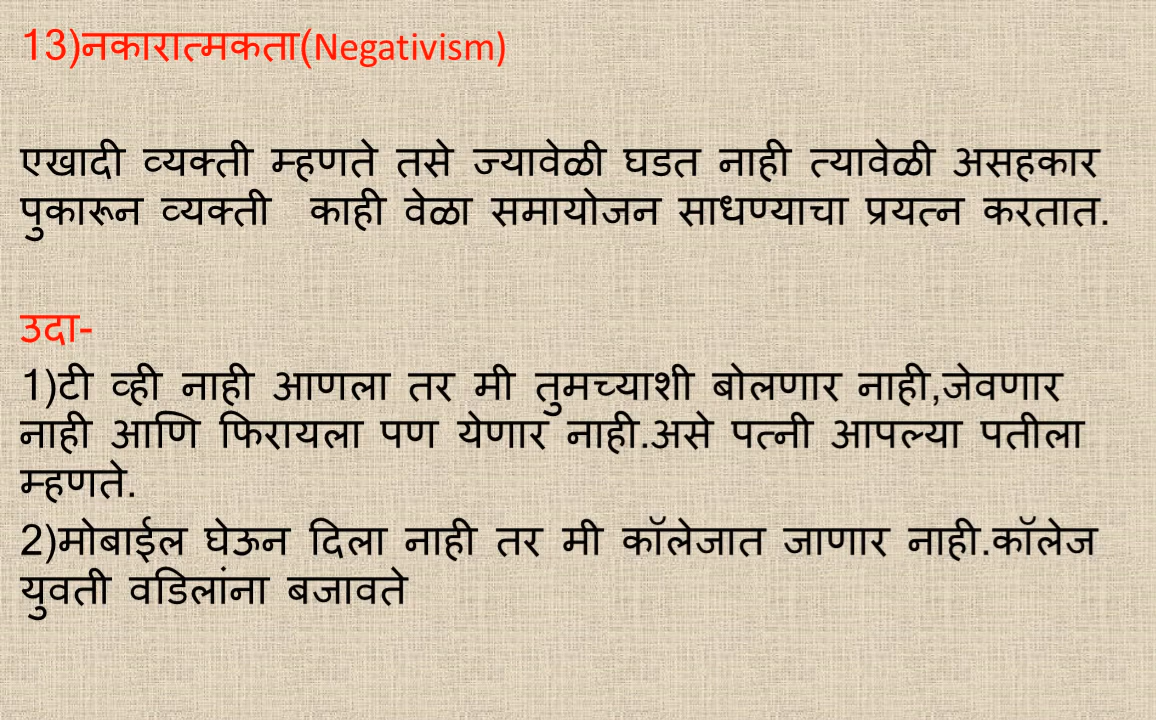 13)नकारात्मकता(Negativism)
एखादी व्यक्ती म्हणते तसे ज्यावेळी घडत नाही त्यावेळी असहकार
पुकारून व्यक्ती काही वेळा समायोजन साधण्याचा प्रयत्न करतात.
उदा-
1)टी व्ही नाही आणला तर मी तुमच्याशी बोलणार नाही,जेवणार
नाही आणि फिरायला पण येणार नाही.असे पत्नी आपल्या पतीला
म्हणते.
2)मोबाईल घेऊन दिला नाही तर मी कॉलेजात जाणार नाही.कॉलेज
युवती वडिलांना बजावते